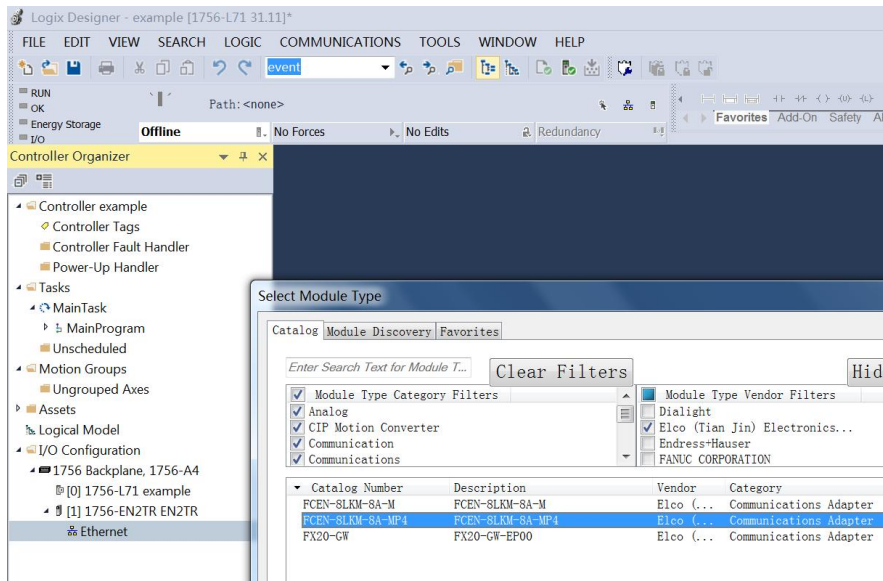 Logix Designer - example [1756-L71 31.11]*
FILE EDIT VIEW SEARCH LOGIC COMMUNICATIONS TOOLS WINDOW HELP
event
RUN
OK
Energy Storage
I/O
Path: <none>
Offline No Forces No Edits Redundancy
Favorites Add-On Safety
Controller Organizer
Controller example
Controller Tags
Controller Fault Handler
Power-Up Handler
Tasks
MainTask
MainProgram
Unscheduled
Motion Groups
Ungrouped Axes
Assets
Logical Model
I/O Configuration
1756 Backplane, 1756-A4
[0] 1756-L71 example
[1] 1756-EN2TR EN2TR
Ethernet
Select Module Type
Catalog Module Discovery Favorites
Enter Search Text for Module T... Clear Filters Hid
Module Type Category Filters
Analog
CIP Motion Converter
Communication
Communications
Module Type Vendor Filters
Dialight
Elco (Tian Jin) Electronics...
Endress+Hauser
FANUC CORPORATION
Catalog Number Description Vendor Category
FCEN-8LKM-8A-M FCEN-8LKM-8A-M Elco (... Communications Adapter
FCEN-8LKM-8A-MP4 FCEN-8LKM-8A-MP4 Elco (... Communications Adapter
FX20-GW FX20-GW-EP00 Elco (... Communications Adapter